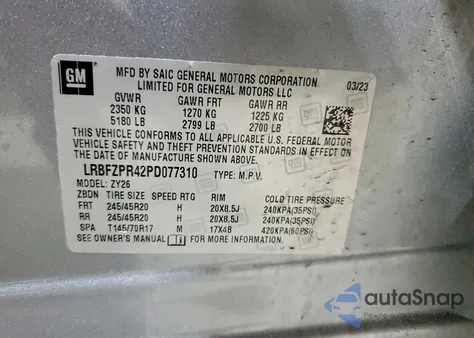 GM
MFD BY SAIC GENERAL MOTORS CORPORATION
LIMITED FOR GENERAL MOTORS LLC
03/23
GVWR GAWR FRT GAWR RR
2350 KG 1270 KG 1225 KG
5180 LB 2799 LB 2700 LB
THIS VEHICLE CONFORMS TO ALL APPLICABLE U.S. FEDERAL MOTOR
VEHICLE SAFETY AND THEFT PREVENTION STANDARDS IN EFFECT ON
THE DATE OF MANUFACTURE SHOWN ABOVE.
LRBFZPR42PD077310 TYPE: M.P.V.
MODEL: ZY26
ZBDN TIRE SIZE SPEED RTG RIM COLD TIRE PRESSURE
FRT 245/45R20 H 20X8.5J 240KPA(35PSI)
RR 245/45R20 H 20X8.5J 240KPA(35PSI)
SPA T145/70R17 M 17X4B 420KPA(60PSI)
SEE OWNER'S MANUAL FOR MORE INFORMATION.
autoSnap